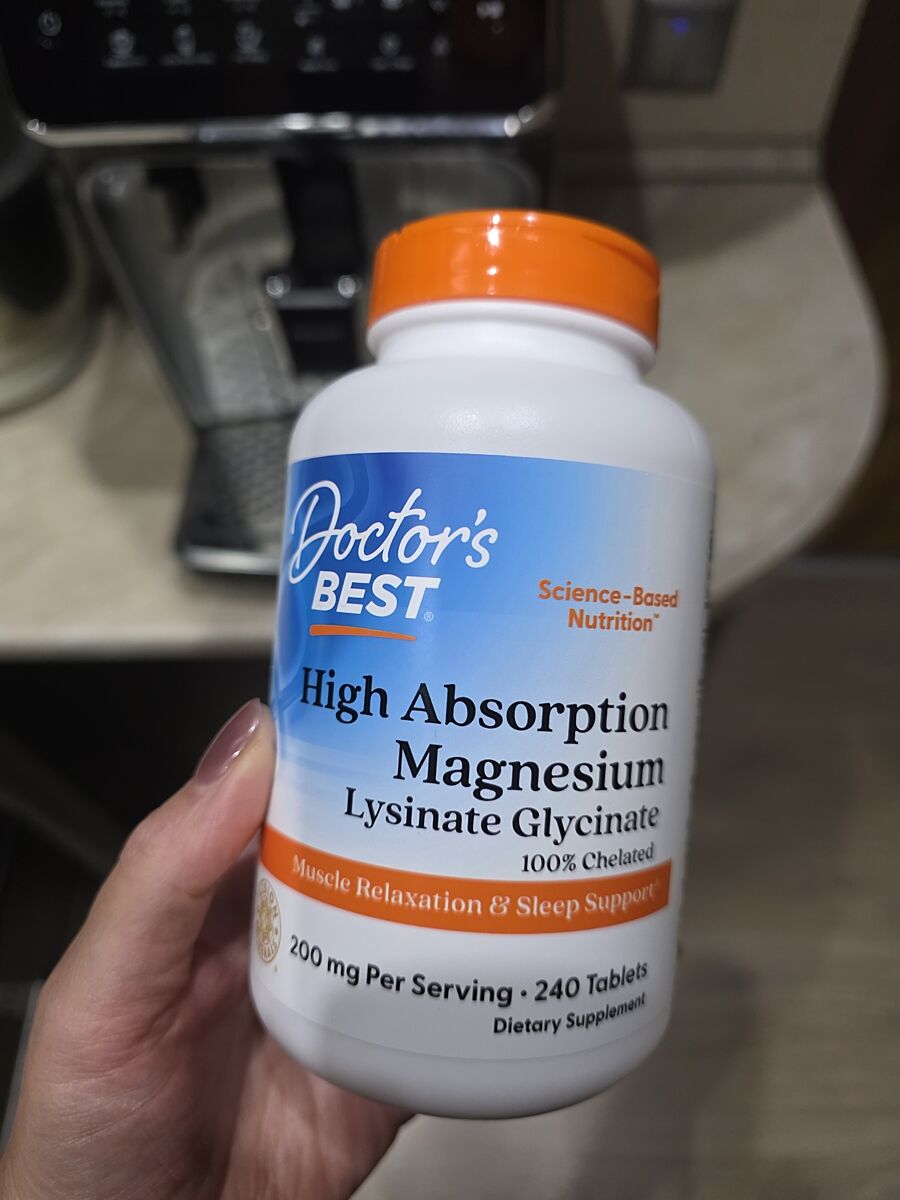 Doctor's
BEST®
Science-Based
Nutrition™
High Absorption
Magnesium
Lysinate Glycinate
100% Chelated
Muscle Relaxation & Sleep Support
200 mg Per Serving • 240 Tablets
Dietary Supplement